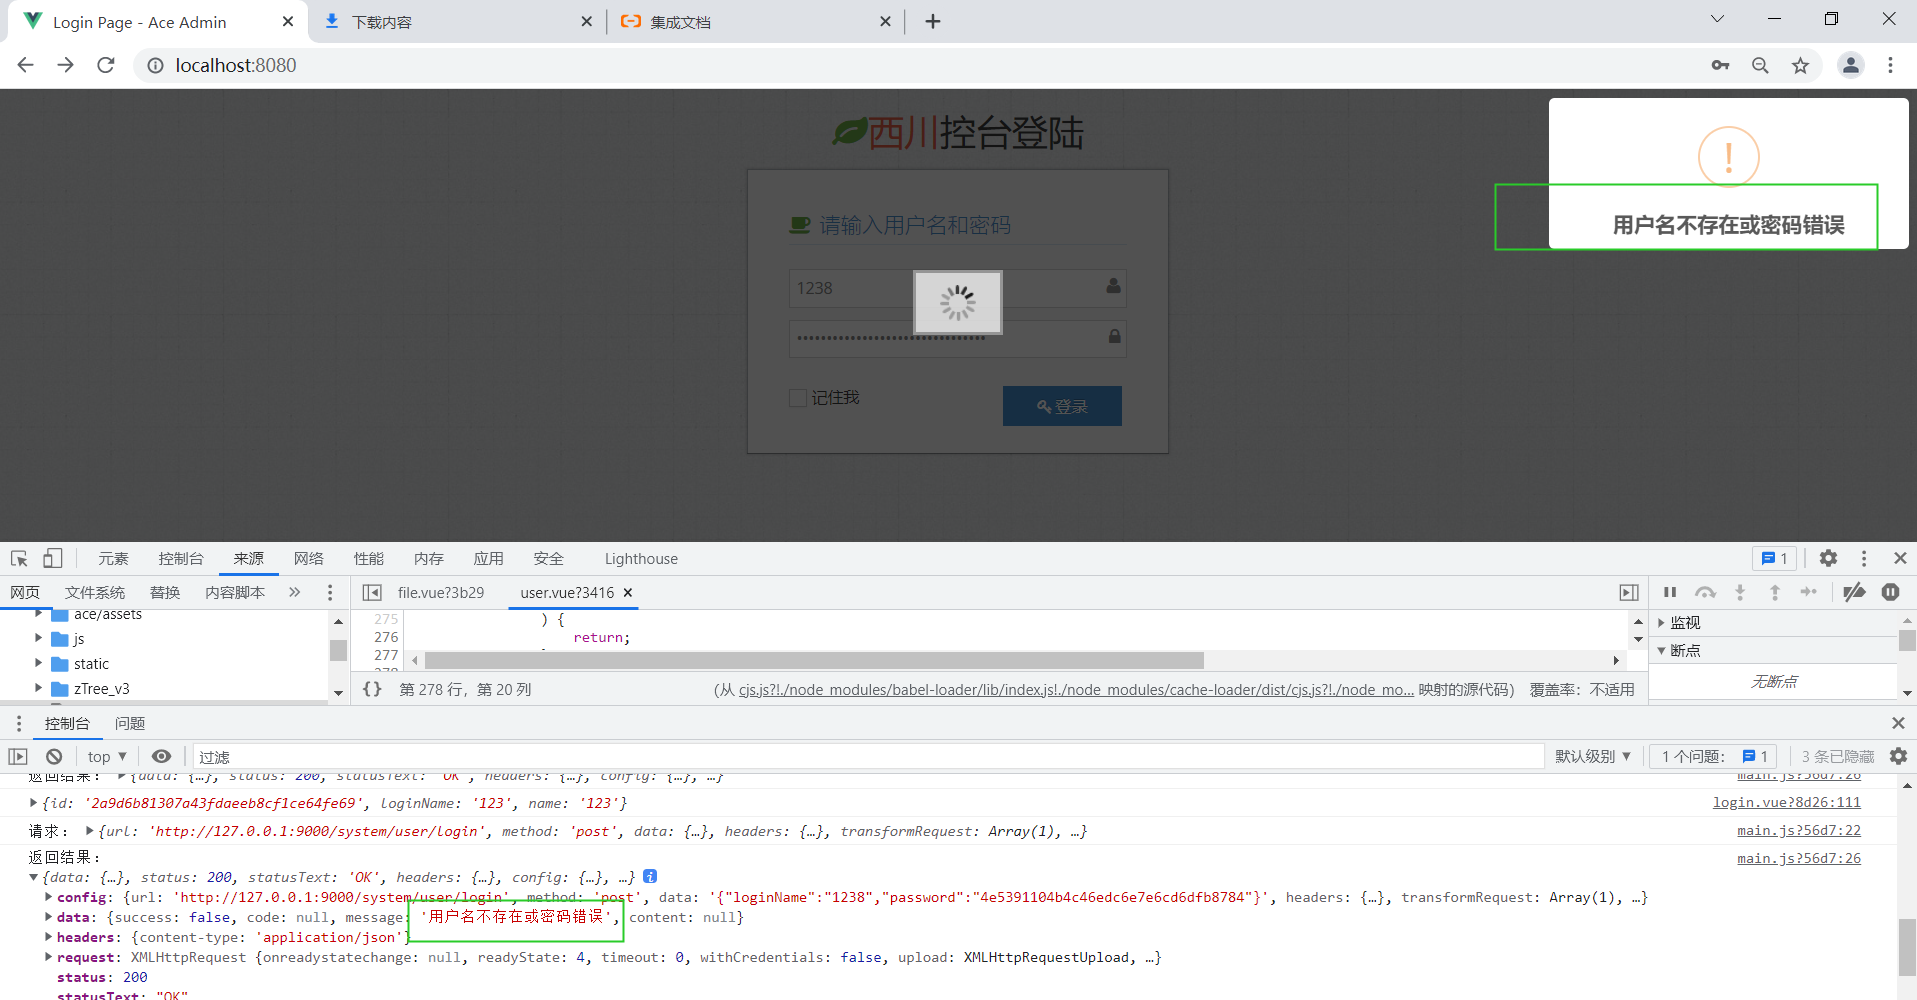 Login Page - Ace Admin
下载内容
集成文档
localhost:8080
西川控台登陆
用户名不存在或密码错误
请输入用户名和密码
1238
记住我
登录
元素 控制台 来源 网络 性能 内存 应用 安全 Lighthouse 1
网页 文件系统 替换 内容脚本 » file.vue?3b29 user.vue?3416
ace/assets
js
static
zTree_v3
275 ) {
276 return;
277
278
监视
断点
无断点
{} 第 278 行，第 20 列 (从 cjs.js?!./node_modules/babel-loader/lib/index.js!./node_modules/cache-loader/dist/cjs.js?!./node_mo... 映射的源代码) 覆盖率：不适用
控制台 问题
top ▼ 过滤 默认级别 ▼ 1 个问题： 1 3 条已隐藏
返回结果： ▶{data: {…}, status: 200, statusText: 'OK', headers: {…}, config: {…}, …} main.js?56d7:26
▶{id: '2a9d6b81307a43fdaeeb8cf1ce64fe69', loginName: '123', name: '123'} login.vue?8d26:111
请求： ▶{url: 'http://127.0.0.1:9000/system/user/login', method: 'post', data: {…}, headers: {…}, transformRequest: Array(1), …} main.js?56d7:22
返回结果： main.js?56d7:26
▼{data: {…}, status: 200, statusText: 'OK', headers: {…}, config: {…}, …}
▶config: {url: 'http://127.0.0.1:9000/system/user/login', method: 'post', data: '{"loginName":"1238","password":"4e5391104b4c46edc6e7e6cd6dfb8784"}', headers: {…}, transformRequest: Array(1), …}
▶data: {success: false, code: null, message: '用户名不存在或密码错误', content: null}
▶headers: {content-type: 'application/json'}
▶request: XMLHttpRequest {onreadystatechange: null, readyState: 4, timeout: 0, withCredentials: false, upload: XMLHttpRequestUpload, …}
status: 200
statusText: "OK"